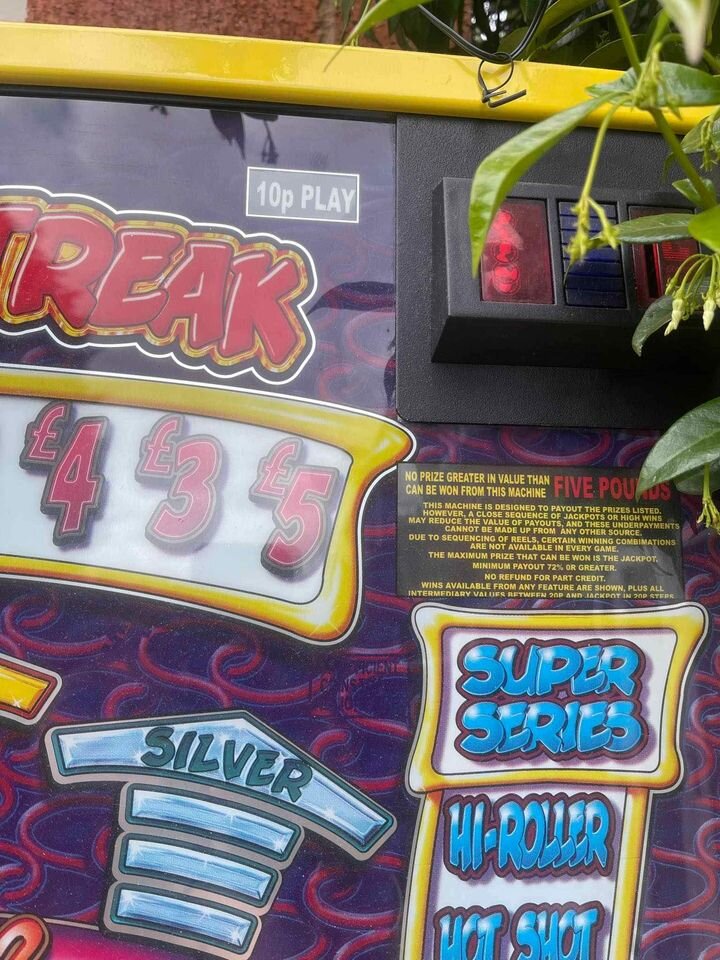 10p PLAY
TREAK
£4 £3 £5
NO PRIZE GREATER IN VALUE THAN FIVE POUNDS
CAN BE WON FROM THIS MACHINE
THIS MACHINE IS DESIGNED TO PAYOUT THE PRIZES LISTED.
HOWEVER, A CLOSE SEQUENCE OF JACKPOTS OR HIGH WINS
MAY REDUCE THE VALUE OF PAYOUTS, AND THESE UNDERPAYMENTS
CANNOT BE MADE UP FROM ANY OTHER SOURCE.
DUE TO SEQUENCING OF REELS, CERTAIN WINNING COMBINATIONS
ARE NOT AVAILABLE IN EVERY GAME.
THE MAXIMUM PRIZE THAT CAN BE WON IS THE JACKPOT.
MINIMUM PAYOUT 72% OR GREATER.
NO REFUND FOR PART CREDIT.
WINS AVAILABLE FROM ANY FEATURE ARE SHOWN, PLUS ALL
INTERMEDIARY VALUES BETWEEN 20P AND JACKPOT IN 20P STEPS
SUPER
SERIES
SILVER
HI-ROLLER
HOT SHOT